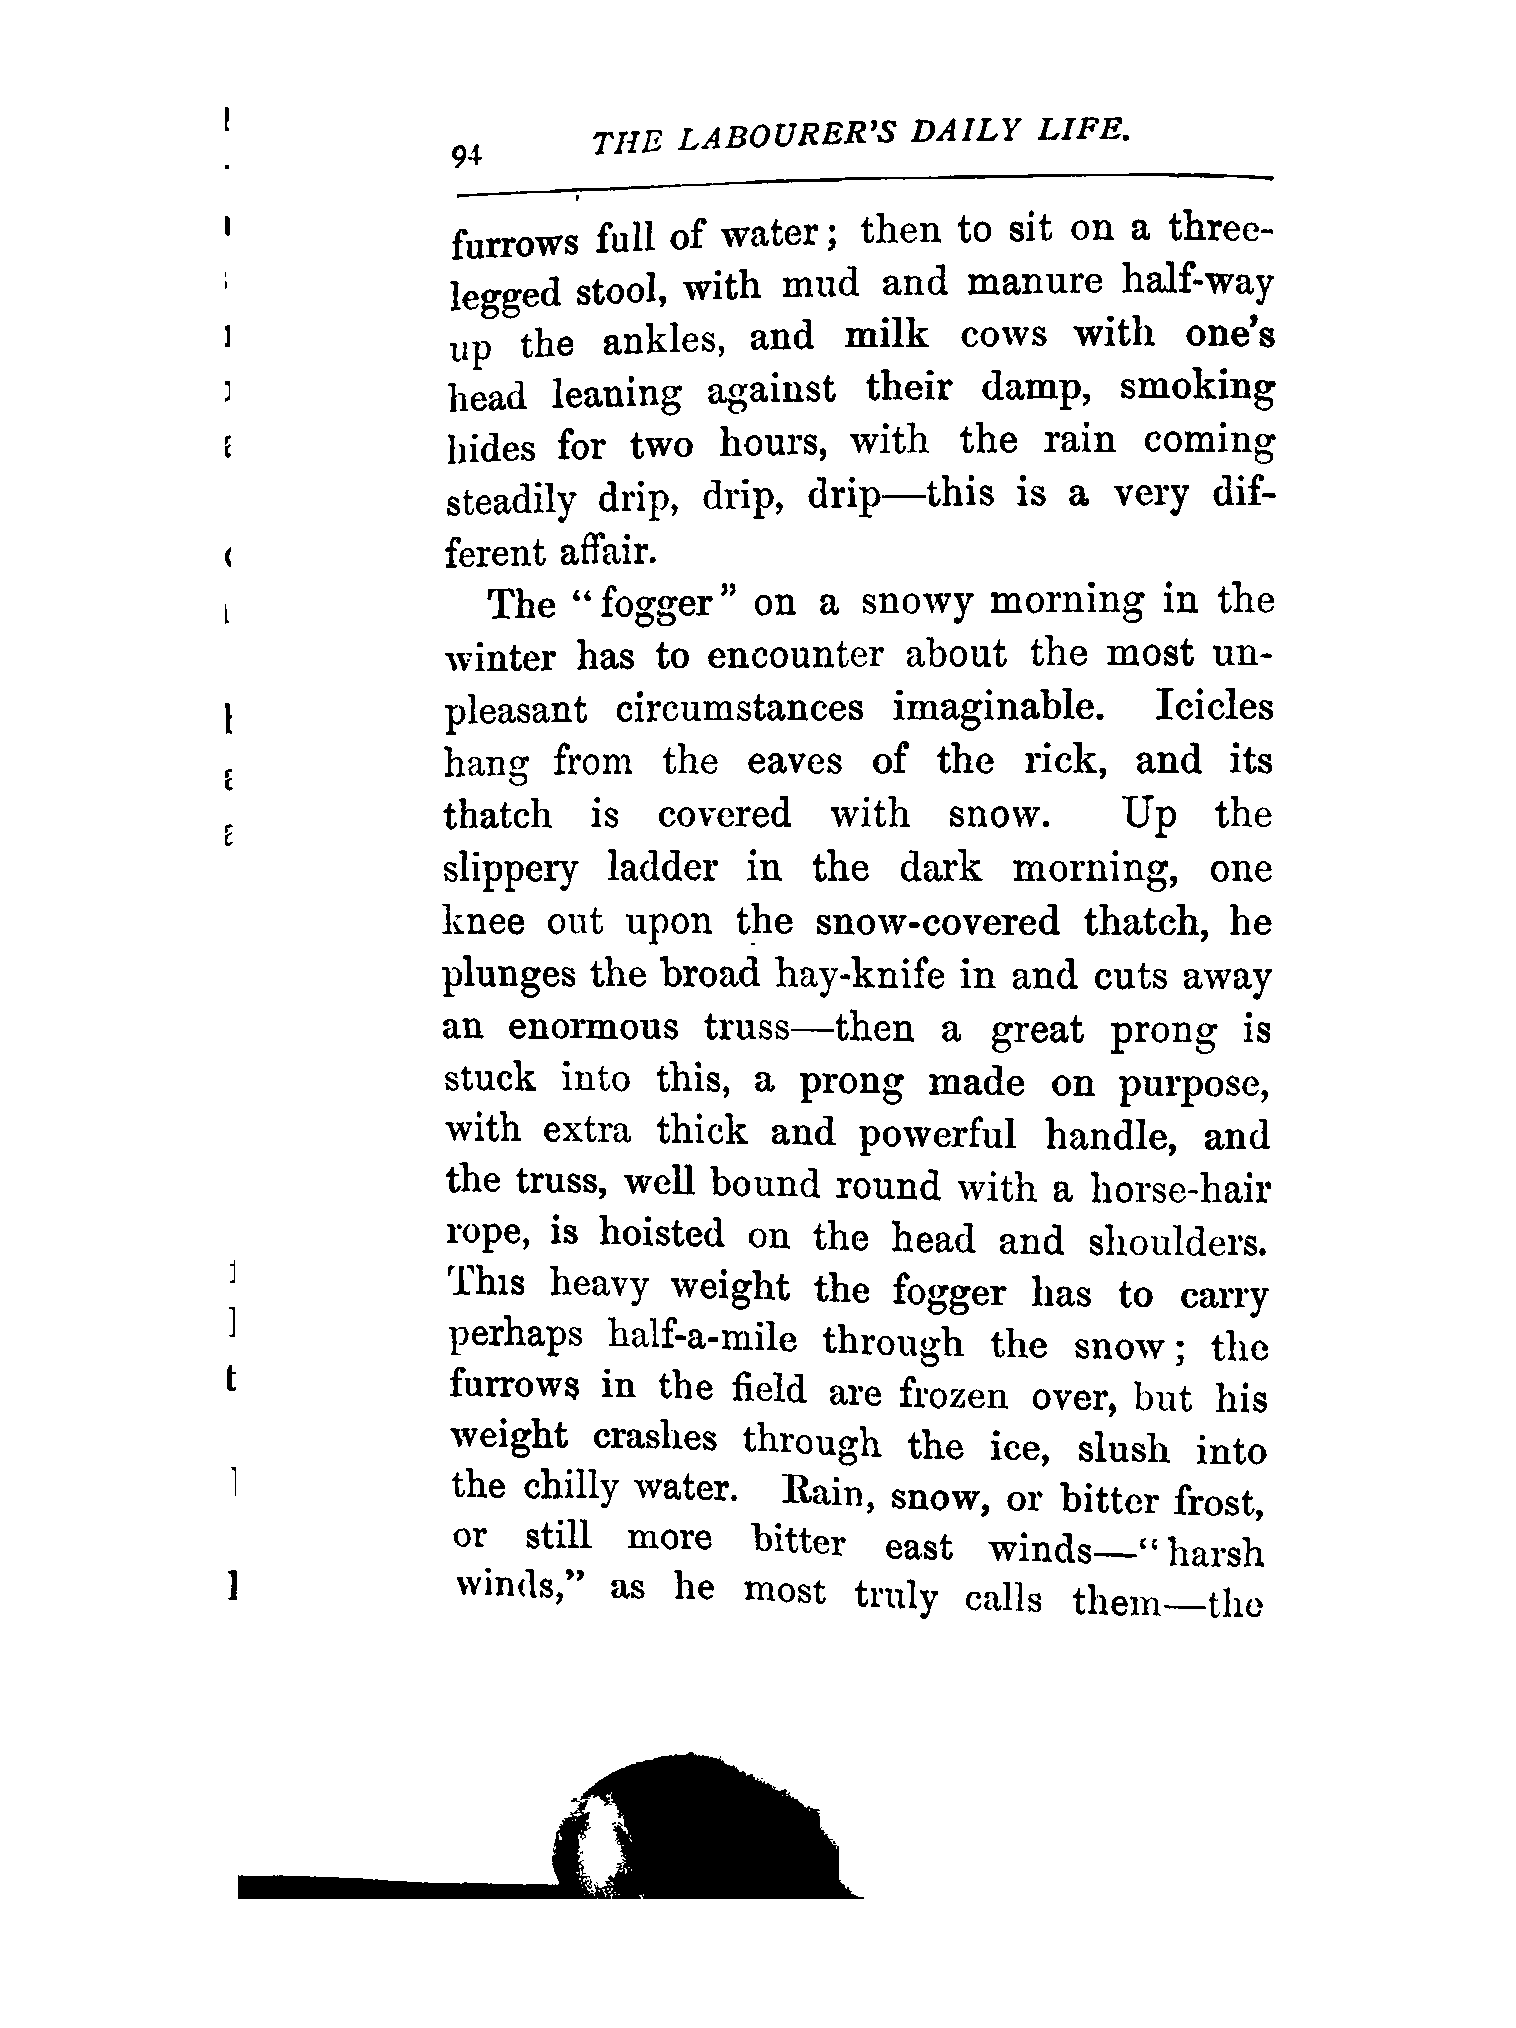 94 THE LABOURER'S DAILY LIFE.
furrows full of water; then to sit on a three-
legged stool, with mud and manure half-way
up the ankles, and milk cows with one's
head leaning against their damp, smoking
hides for two hours, with the rain coming
steadily drip, drip, drip—this is a very dif-
ferent affair.
The "fogger" on a snowy morning in the
winter has to encounter about the most un-
pleasant circumstances imaginable. Icicles
hang from the eaves of the rick, and its
thatch is covered with snow. Up the
slippery ladder in the dark morning, one
knee out upon the snow-covered thatch, he
plunges the broad hay-knife in and cuts away
an enormous truss—then a great prong is
stuck into this, a prong made on purpose,
with extra thick and powerful handle, and
the truss, well bound round with a horse-hair
rope, is hoisted on the head and shoulders.
This heavy weight the fogger has to carry
perhaps half-a-mile through the snow; the
furrows in the field are frozen over, but his
weight crashes through the ice, slush into
the chilly water. Rain, snow, or bitter frost,
or still more bitter east winds—"harsh
winds," as he most truly calls them—the